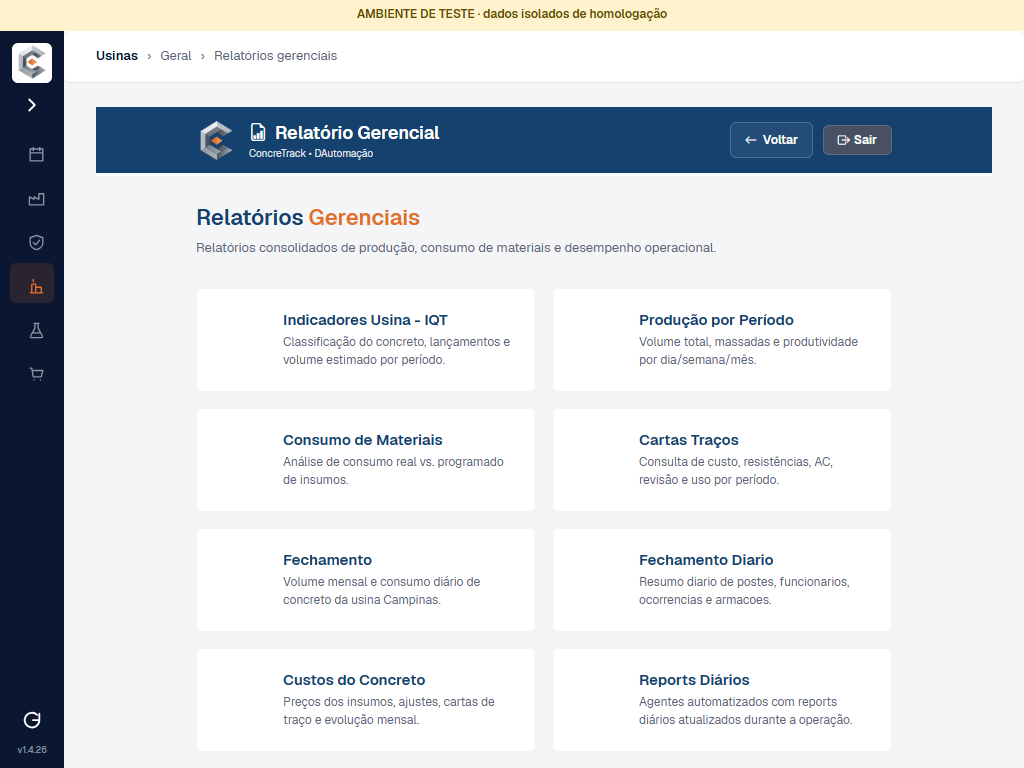 AMBIENTE DE TESTE · dados isolados de homologação
Usinas › Geral › Relatórios gerenciais
Relatório Gerencial
ConcreTrack • DAutomação
← Voltar
Sair
Relatórios Gerenciais
Relatórios consolidados de produção, consumo de materiais e desempenho operacional.
Indicadores Usina - IQT
Classificação do concreto, lançamentos e
volume estimado por período.
Produção por Período
Volume total, massadas e produtividade
por dia/semana/mês.
Consumo de Materiais
Análise de consumo real vs. programado
de insumos.
Cartas Traços
Consulta de custo, resistências, AC,
revisão e uso por período.
Fechamento
Volume mensal e consumo diário de
concreto da usina Campinas.
Fechamento Diario
Resumo diario de postes, funcionarios,
ocorrencias e armacoes.
Custos do Concreto
Preços dos insumos, ajustes, cartas de
traço e evolução mensal.
Reports Diários
Agentes automatizados com reports
diários atualizados durante a operação.
v1.4.26